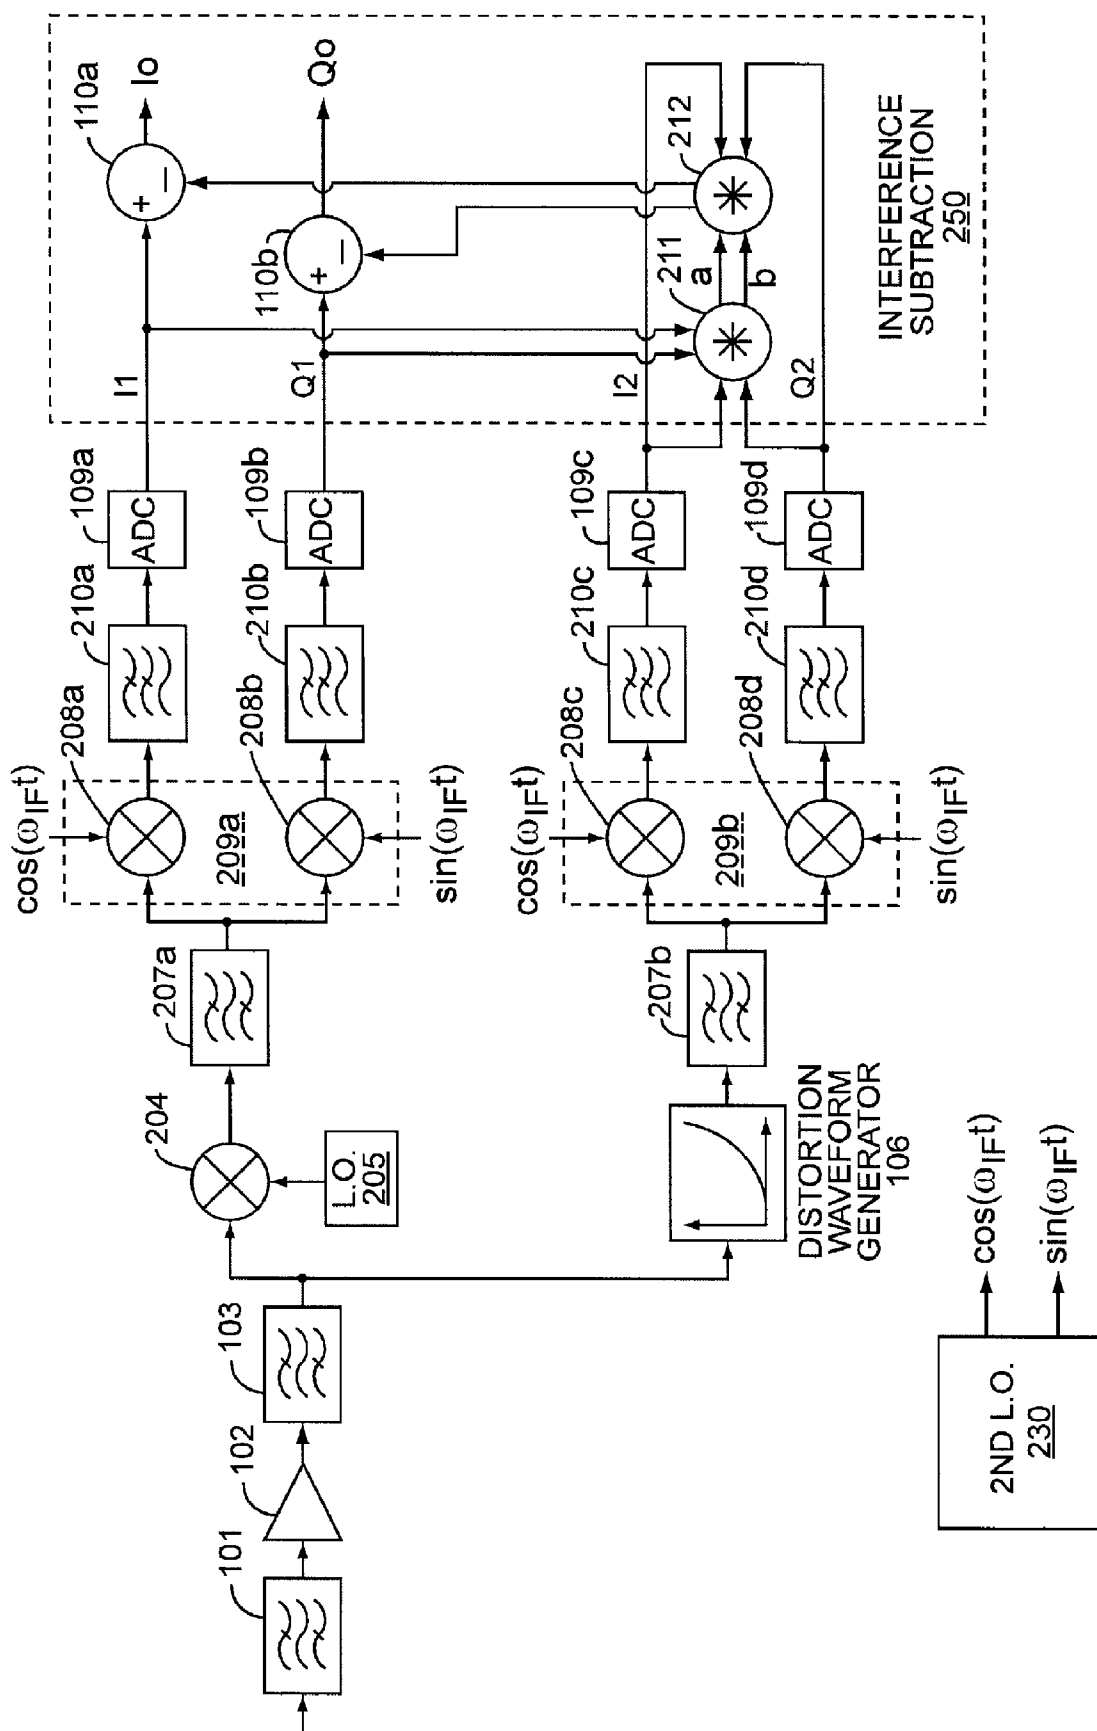 101
102
103
204
L.O.
205
207a
cos(ωIFt)
208a
209a
208b
sin(ωIFt)
210a
210b
109a
ADC
109b
ADC
I1
Q1
110a
Io
110b
Qo
DISTORTION
WAVEFORM
GENERATOR
106
207b
cos(ωIFt)
208c
209b
208d
sin(ωIFt)
210c
210d
109c
ADC
109d
ADC
I2
Q2
211
a
b
212
INTERFERENCE
SUBTRACTION
250
2ND L.O.
230
cos(ωIFt)
sin(ωIFt)